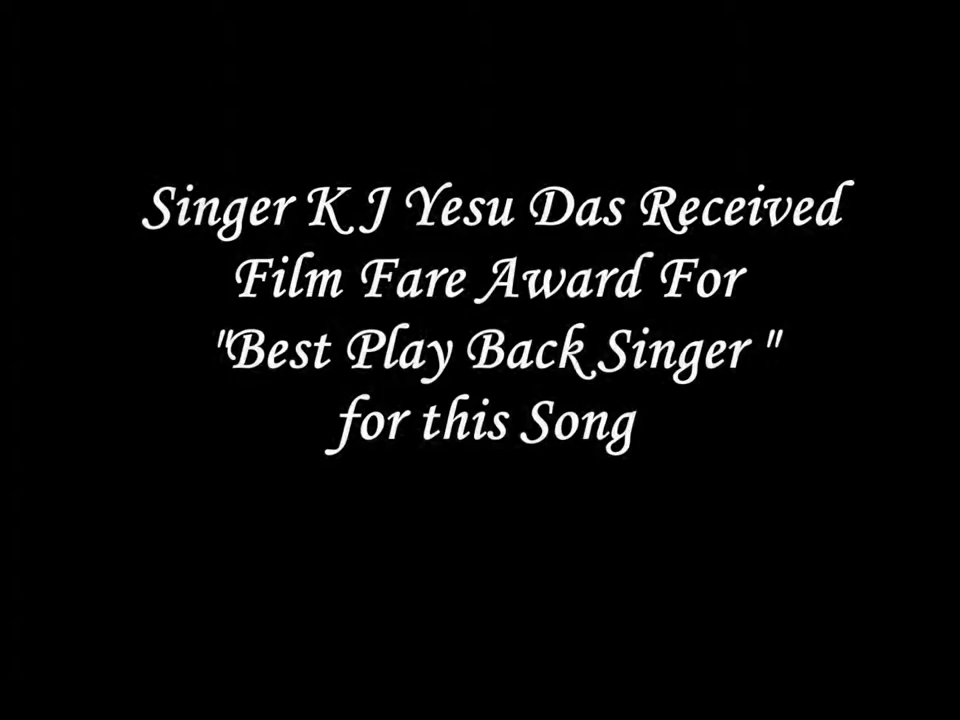 Singer K J Yesu Das Received
Film Fare Award For
"Best Play Back Singer "
for this Song